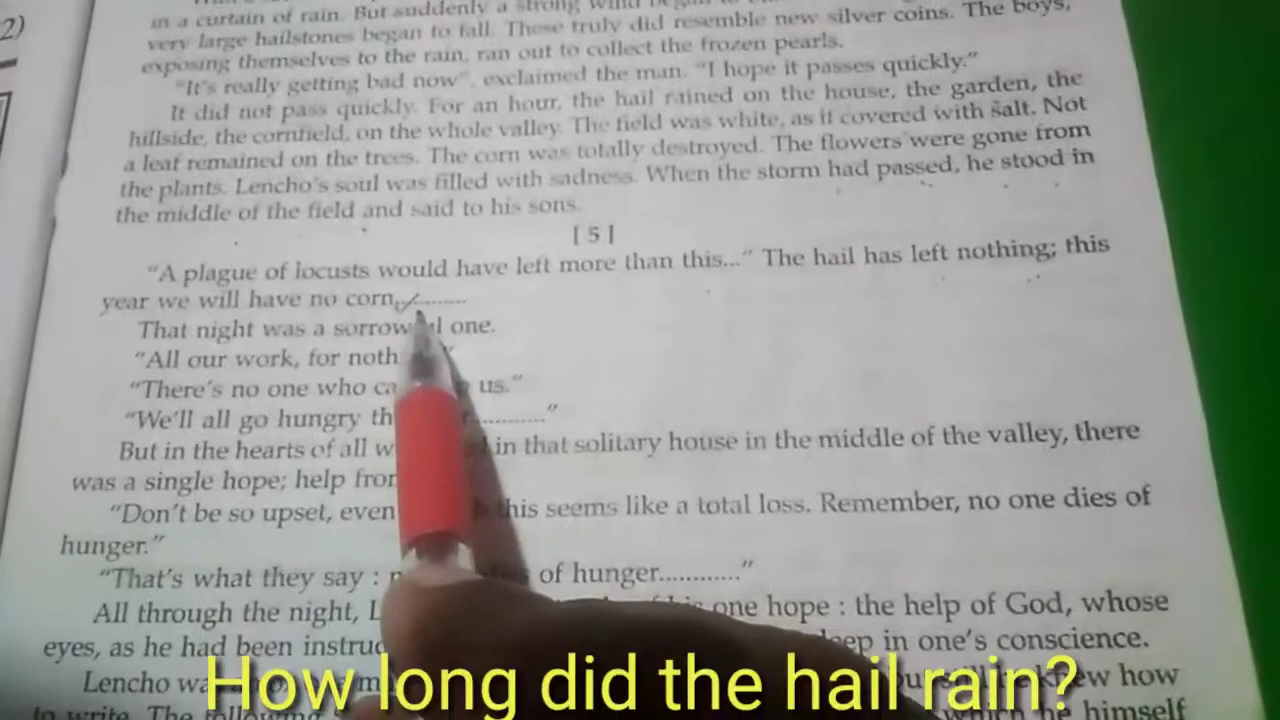 2)
in a curtain of rain. But suddenly a strong wind began to
very large hailstones began to fall. These truly did resemble new silver coins. The boys,
exposing themselves to the rain, ran out to collect the frozen pearls.
"It's really getting bad now", exclaimed the man. "I hope it passes quickly."
It did not pass quickly. For an hour, the hail rained on the house, the garden, the
hillside, the cornfield, on the whole valley. The field was white, as if covered with salt. Not
a leaf remained on the trees. The corn was totally destroyed. The flowers were gone from
the plants. Lencho's soul was filled with sadness. When the storm had passed, he stood in
the middle of the field and said to his sons.
[ 5 ]
"A plague of locusts would have left more than this..." The hail has left nothing; this
year we will have no corn,.........
That night was a sorrowful one.
"All our work, for noth
"There's no one who ca us."
"We'll all go hungry th ............"
But in the hearts of all w in that solitary house in the middle of the valley, there
was a single hope; help from
"Don't be so upset, even this seems like a total loss. Remember, no one dies of
hunger."
"That's what they say : of hunger............"
All through the night, L one hope : the help of God, whose
eyes, as he had been instruc deep in one's conscience.
Lencho wa knew how
to write. The following which he himself
How long did the hail rain?